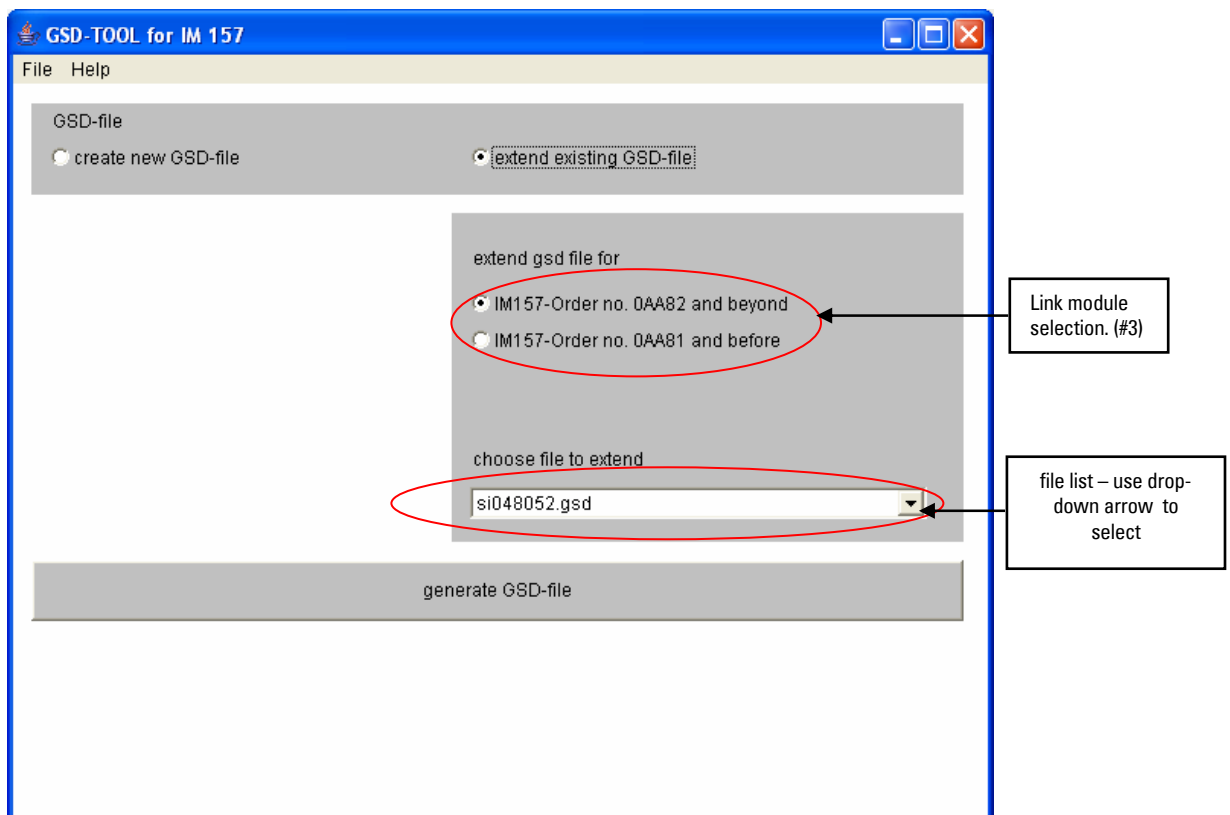 GSD-TOOL for IM 157
File Help
GSD-file
create new GSD-file
extend existing GSD-file
extend gsd file for
IM157-Order no. 0AA82 and beyond
IM157-Order no. 0AA81 and before
Link module
selection. (#3)
choose file to extend
si048052.gsd
file list – use drop-
down arrow to
select
generate GSD-file